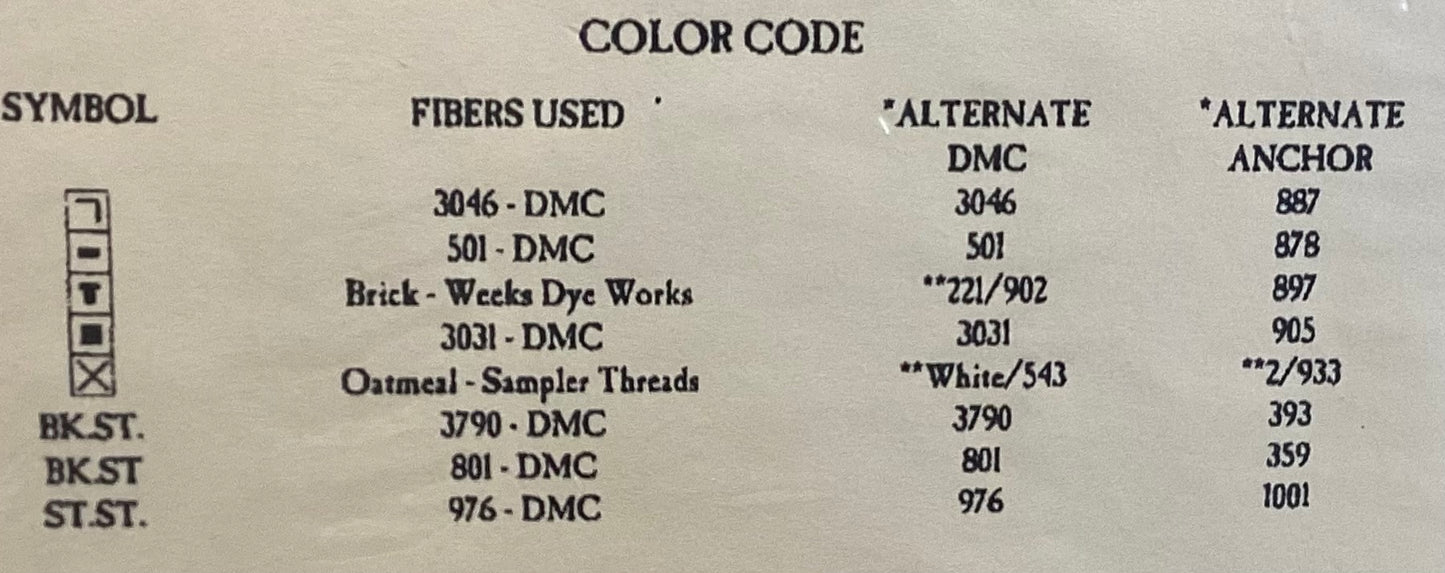 COLOR CODE
SYMBOL FIBERS USED *ALTERNATE *ALTERNATE
DMC ANCHOR
3046 - DMC 3046 887
501 - DMC 501 878
Brick - Weeks Dye Works **221/902 897
3031 - DMC 3031 905
Oatmeal - Sampler Threads **White/543 **2/933
BK.ST. 3790 - DMC 3790 393
BK.ST 801 - DMC 801 359
ST.ST. 976 - DMC 976 1001